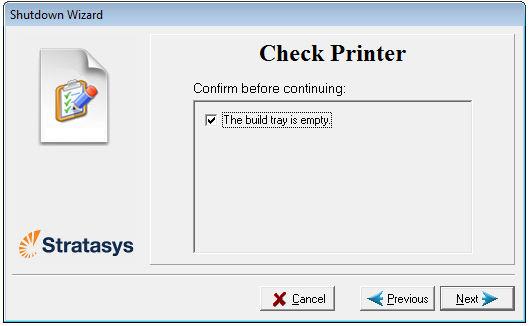 Shutdown Wizard
Check Printer
Confirm before continuing:
The build tray is empty.
Stratasys
Cancel
Previous
Next